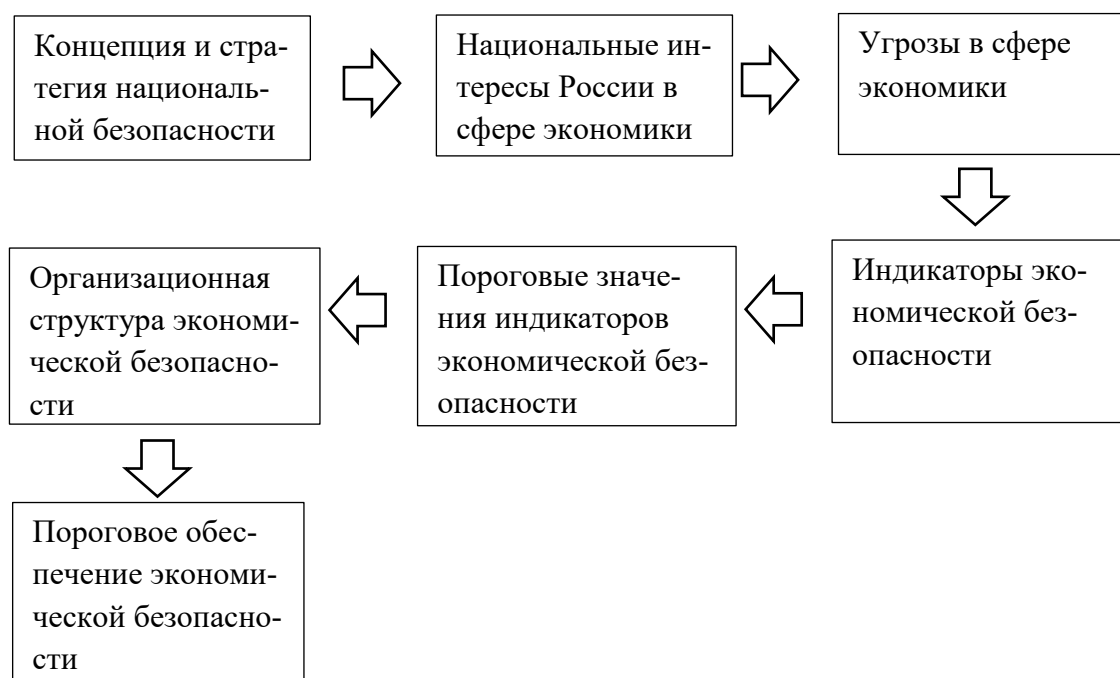 Концепция и стра-
тегия националь-
ной безопасности
Национальные ин-
тересы России в
сфере экономики
Угрозы в сфере
экономики
Индикаторы эко-
номической без-
опасности
Пороговые значе-
ния индикаторов
экономической без-
опасности
Организационная
структура экономи-
ческой безопасно-
сти
Пороговое обес-
печение экономи-
ческой безопасно-
сти